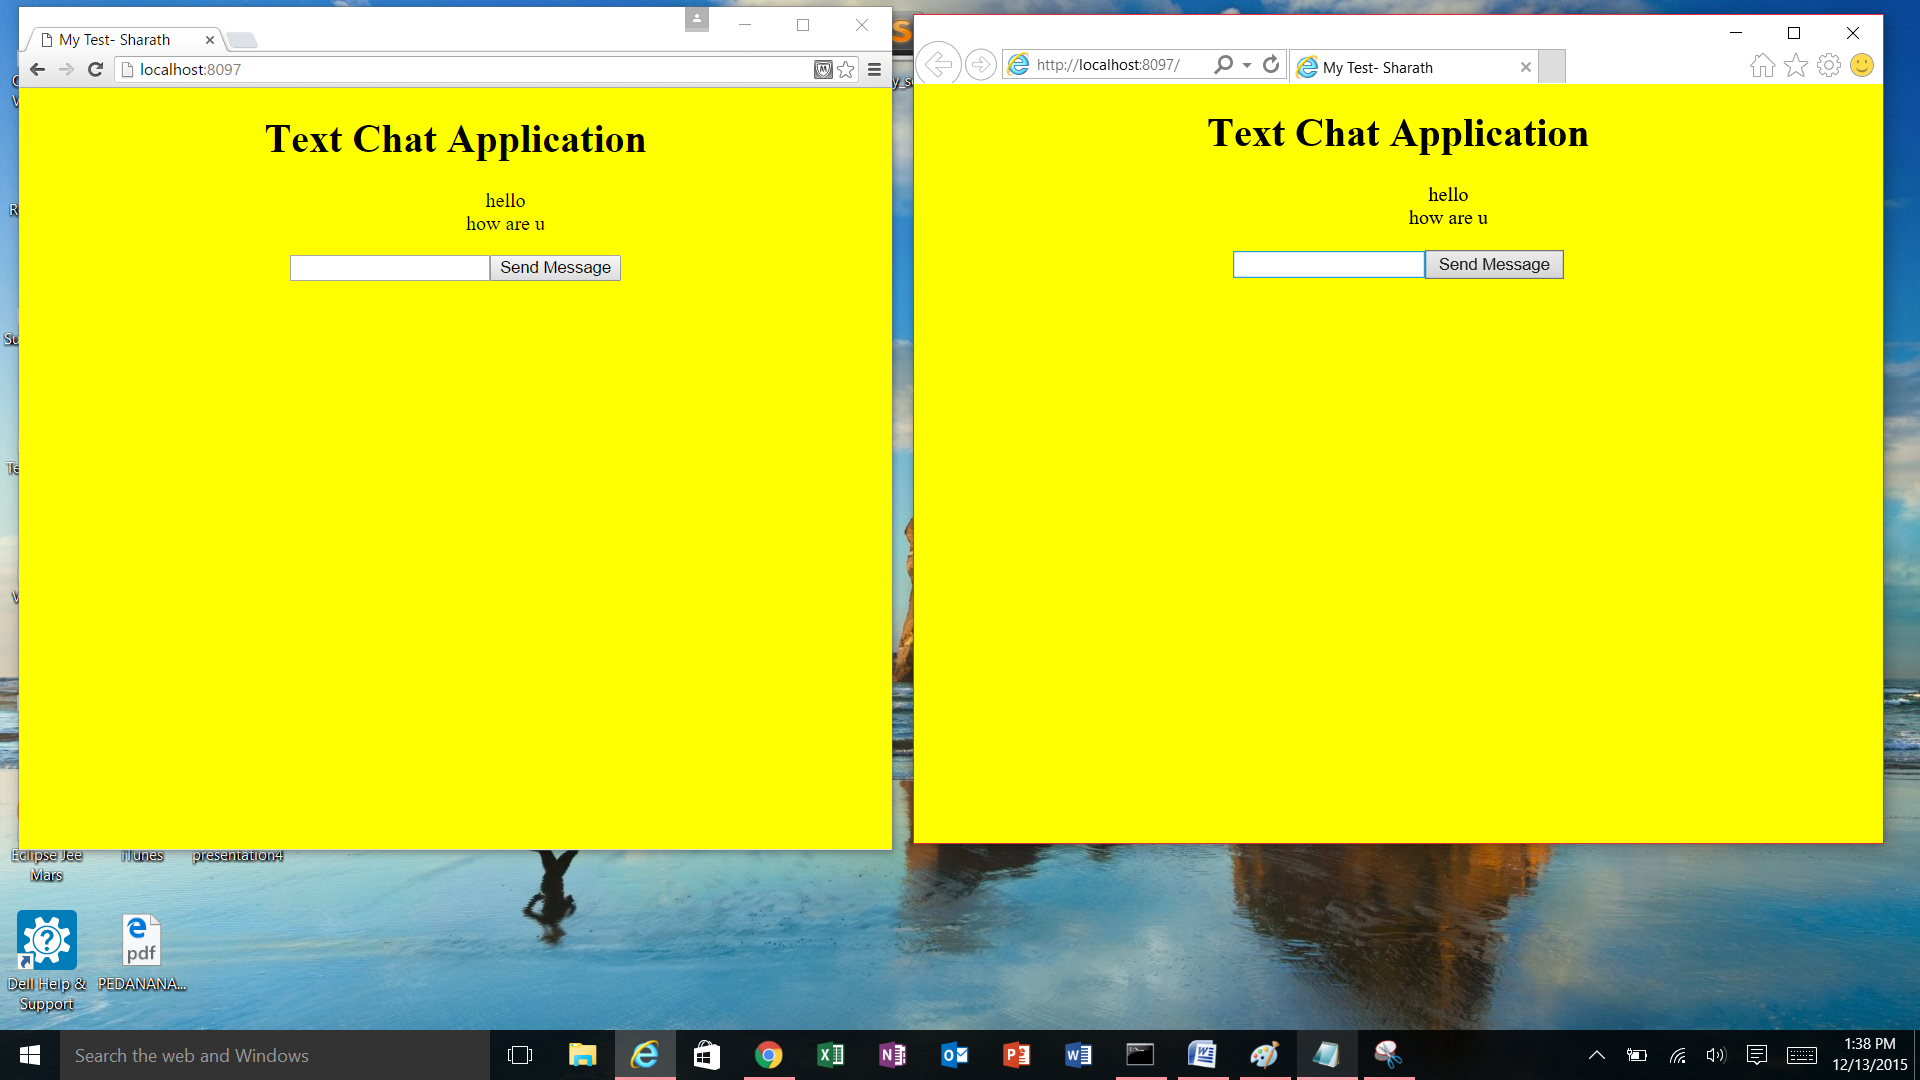 My Test- Sharath
localhost:8097
Text Chat Application
hello
how are u
Send Message
http://localhost:8097/
My Test- Sharath
Text Chat Application
hello
how are u
Send Message
Eclipse Jee
Mars
iTunes
presentation4
Dell Help &
Support
pdf
PEDANANA...
Search the web and Windows
1:38 PM
12/13/2015